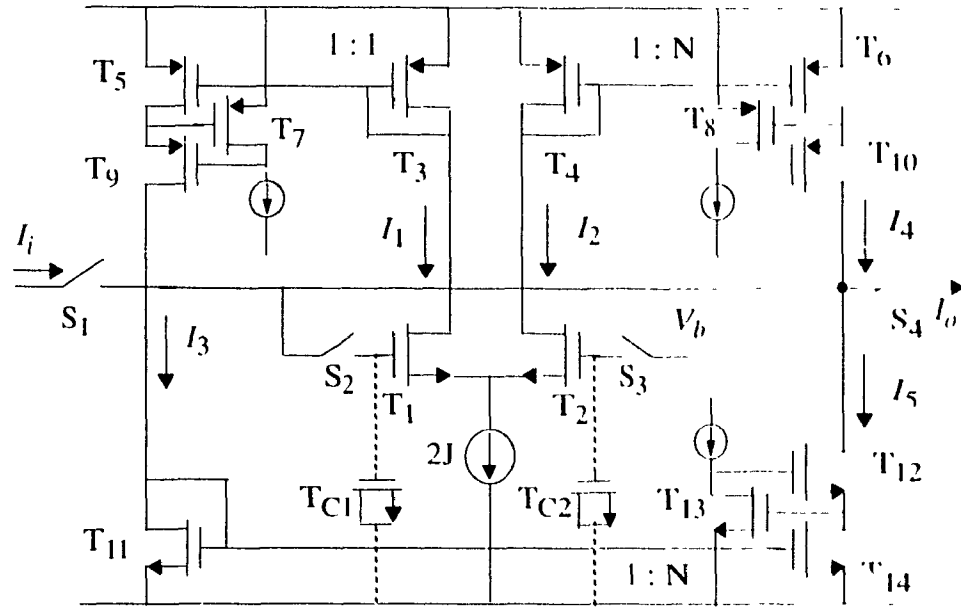 1 : 1
1 : N
T5
T6
T7
T8
T9
T3
T4
T10
Ii
I1
I2
I4
S1
I3
Vb
S4
Io
S2
T1
T2
S3
I5
2J
TC1
TC2
T13
T12
T11
1 : N
T14